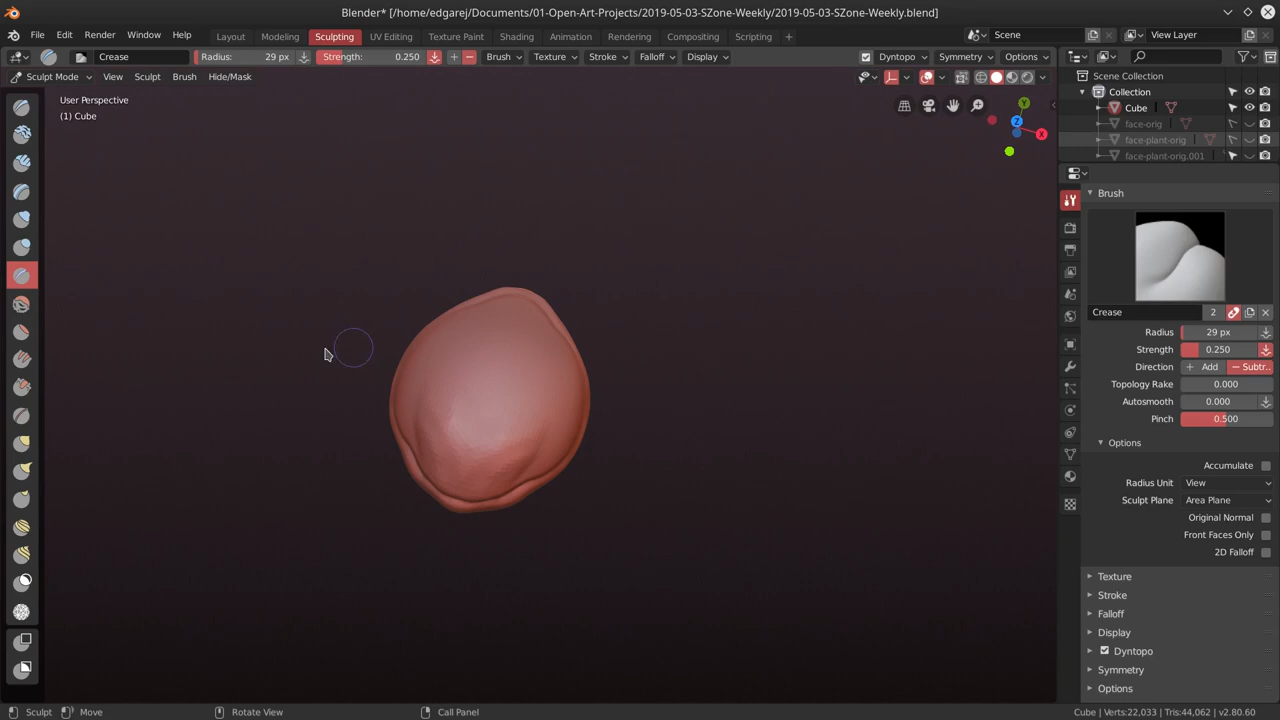 Blender* [/home/edgarej/Documents/01-Open-Art-Projects/2019-05-03-SZone-Weekly/2019-05-03-SZone-Weekly.blend]
File Edit Render Window Help Layout Modeling Sculpting UV Editing Texture Paint Shading Animation Rendering Compositing Scripting + Scene View Layer
Crease Radius: 29 px Strength: 0.250 Brush Texture Stroke Falloff Display Dyntopo Symmetry Options
Sculpt Mode View Sculpt Brush Hide/Mask
User Perspective
(1) Cube
Y
Z
X
Scene Collection
Collection
Cube
face-orig
face-plant-orig
face-plant-orig.001
Brush
Crease 2
Radius 29 px
Strength 0.250
Direction + Add − Subtr..
Topology Rake 0.000
Autosmooth 0.000
Pinch 0.500
Options
Accumulate
Radius Unit View
Sculpt Plane Area Plane
Original Normal
Front Faces Only
2D Falloff
Texture
Stroke
Falloff
Display
Dyntopo
Symmetry
Options
Sculpt Move Rotate View Call Panel Cube | Verts:22,033 | Tris:44,062 | v2.80.60